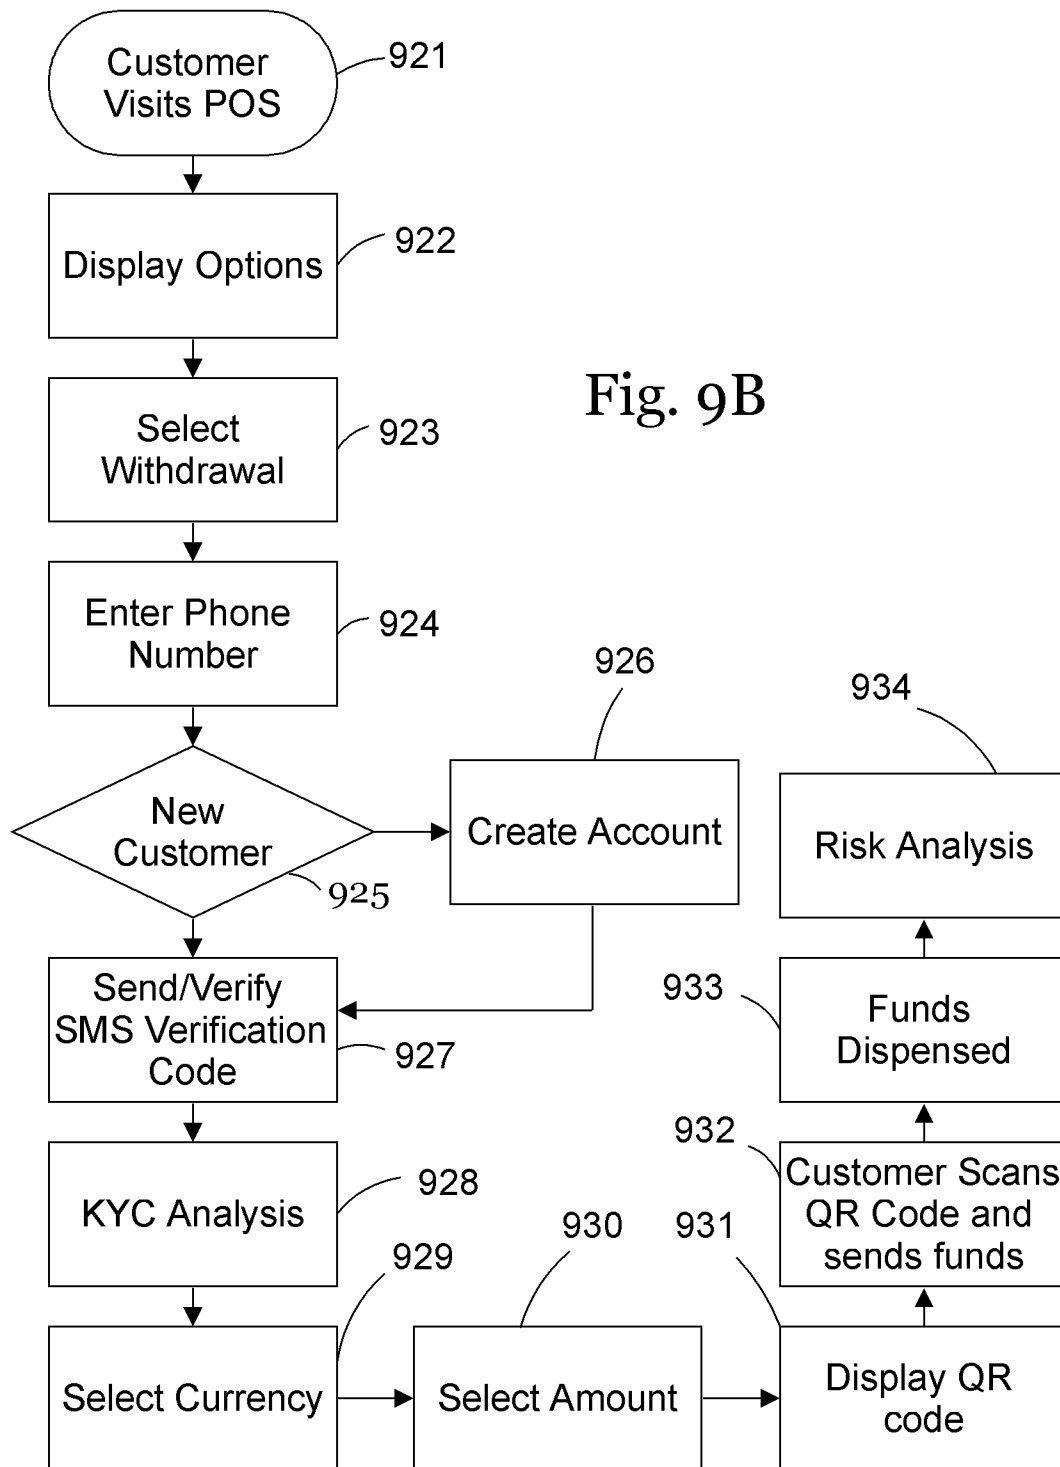 Customer
Visits POS
921
Display Options
922
Fig. 9B
Select
Withdrawal
923
Enter Phone
Number
924
New
Customer
925
926
Create Account
Send/Verify
SMS Verification
Code
927
KYC Analysis
928
929
Select Currency
930
Select Amount
931
Display QR
code
932
Customer Scans
QR Code and
sends funds
933
Funds
Dispensed
934
Risk Analysis